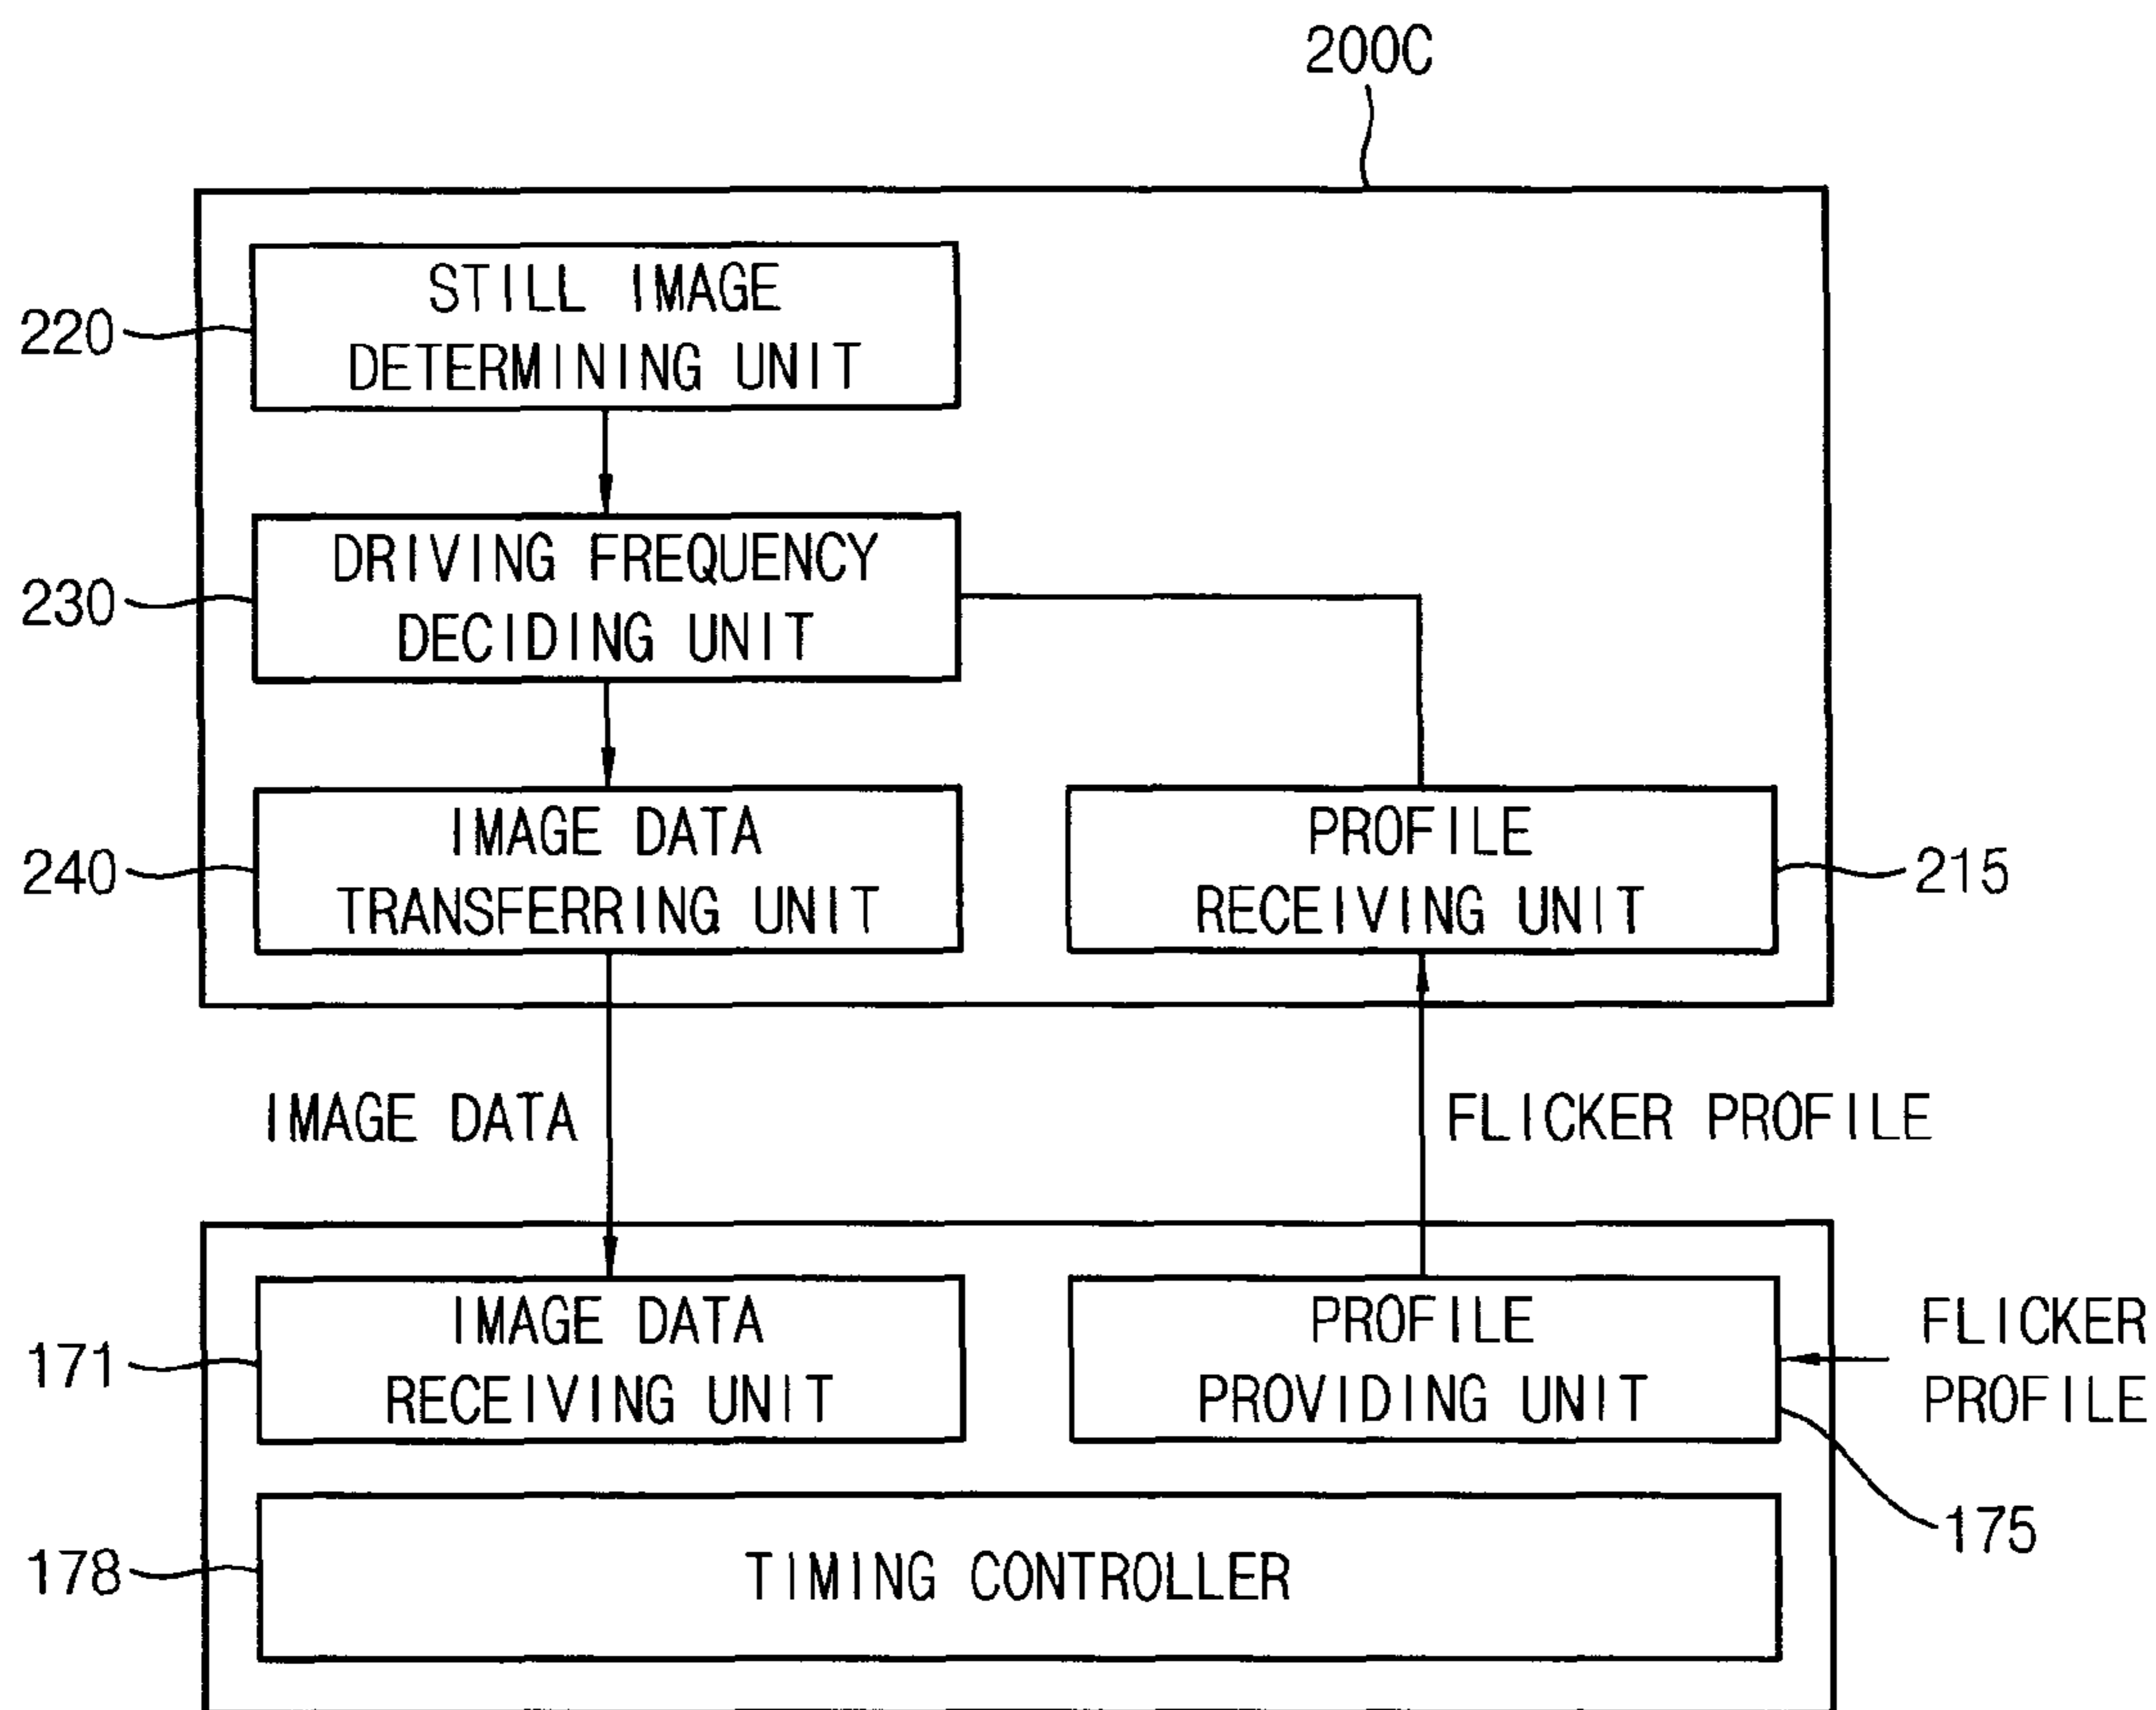 200C
STILL IMAGE
220
DETERMINING UNIT
DRIVING FREQUENCY
230
DECIDING UNIT
IMAGE DATA
PROFILE
240
215
TRANSFERRING UNIT
RECEIVING UNIT
IMAGE DATA
FLICKER PROFILE
IMAGE DATA
PROFILE
FLICKER
171
RECEIVING UNIT
PROVIDING UNIT
PROFILE
175
178
TIMING CONTROLLER